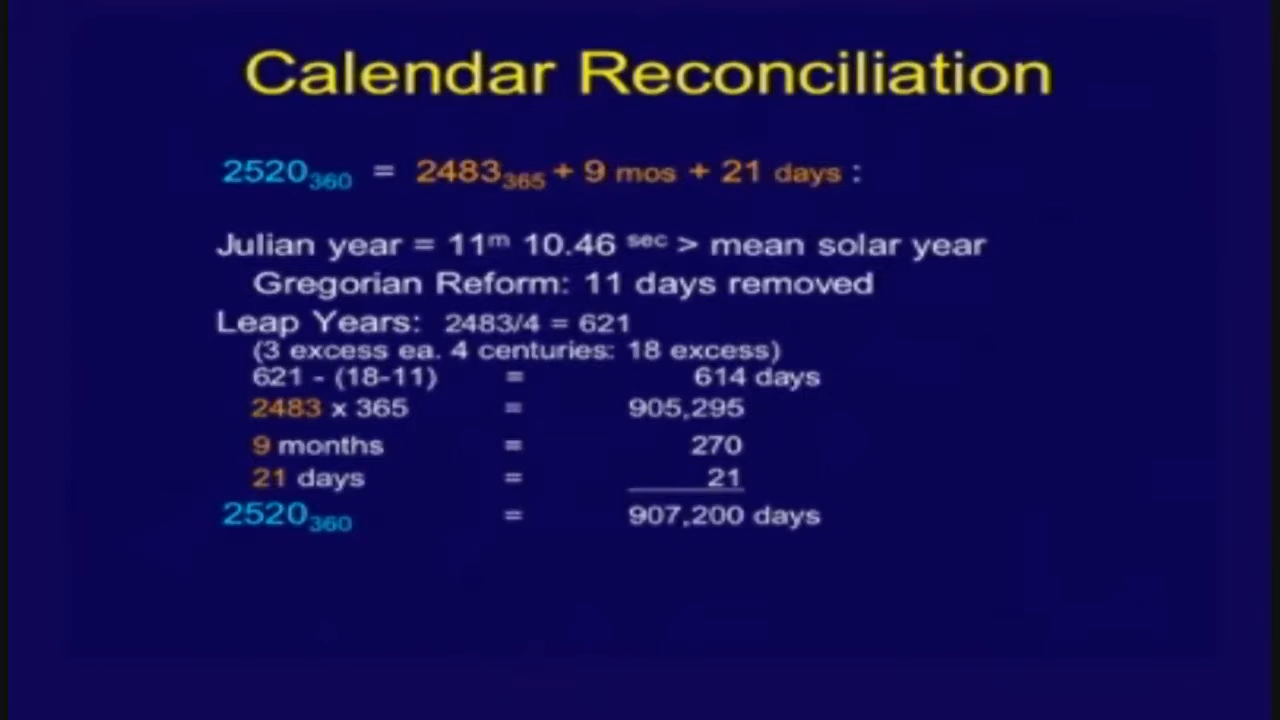 Calendar Reconciliation
2520360 = 2483365 + 9 mos + 21 days :
Julian year = 11m 10.46 sec > mean solar year
Gregorian Reform: 11 days removed
Leap Years: 2483/4 = 621
(3 excess ea. 4 centuries: 18 excess)
621 - (18-11) = 614 days
2483 x 365 = 905,295
9 months = 270
21 days = 21
2520360 = 907,200 days